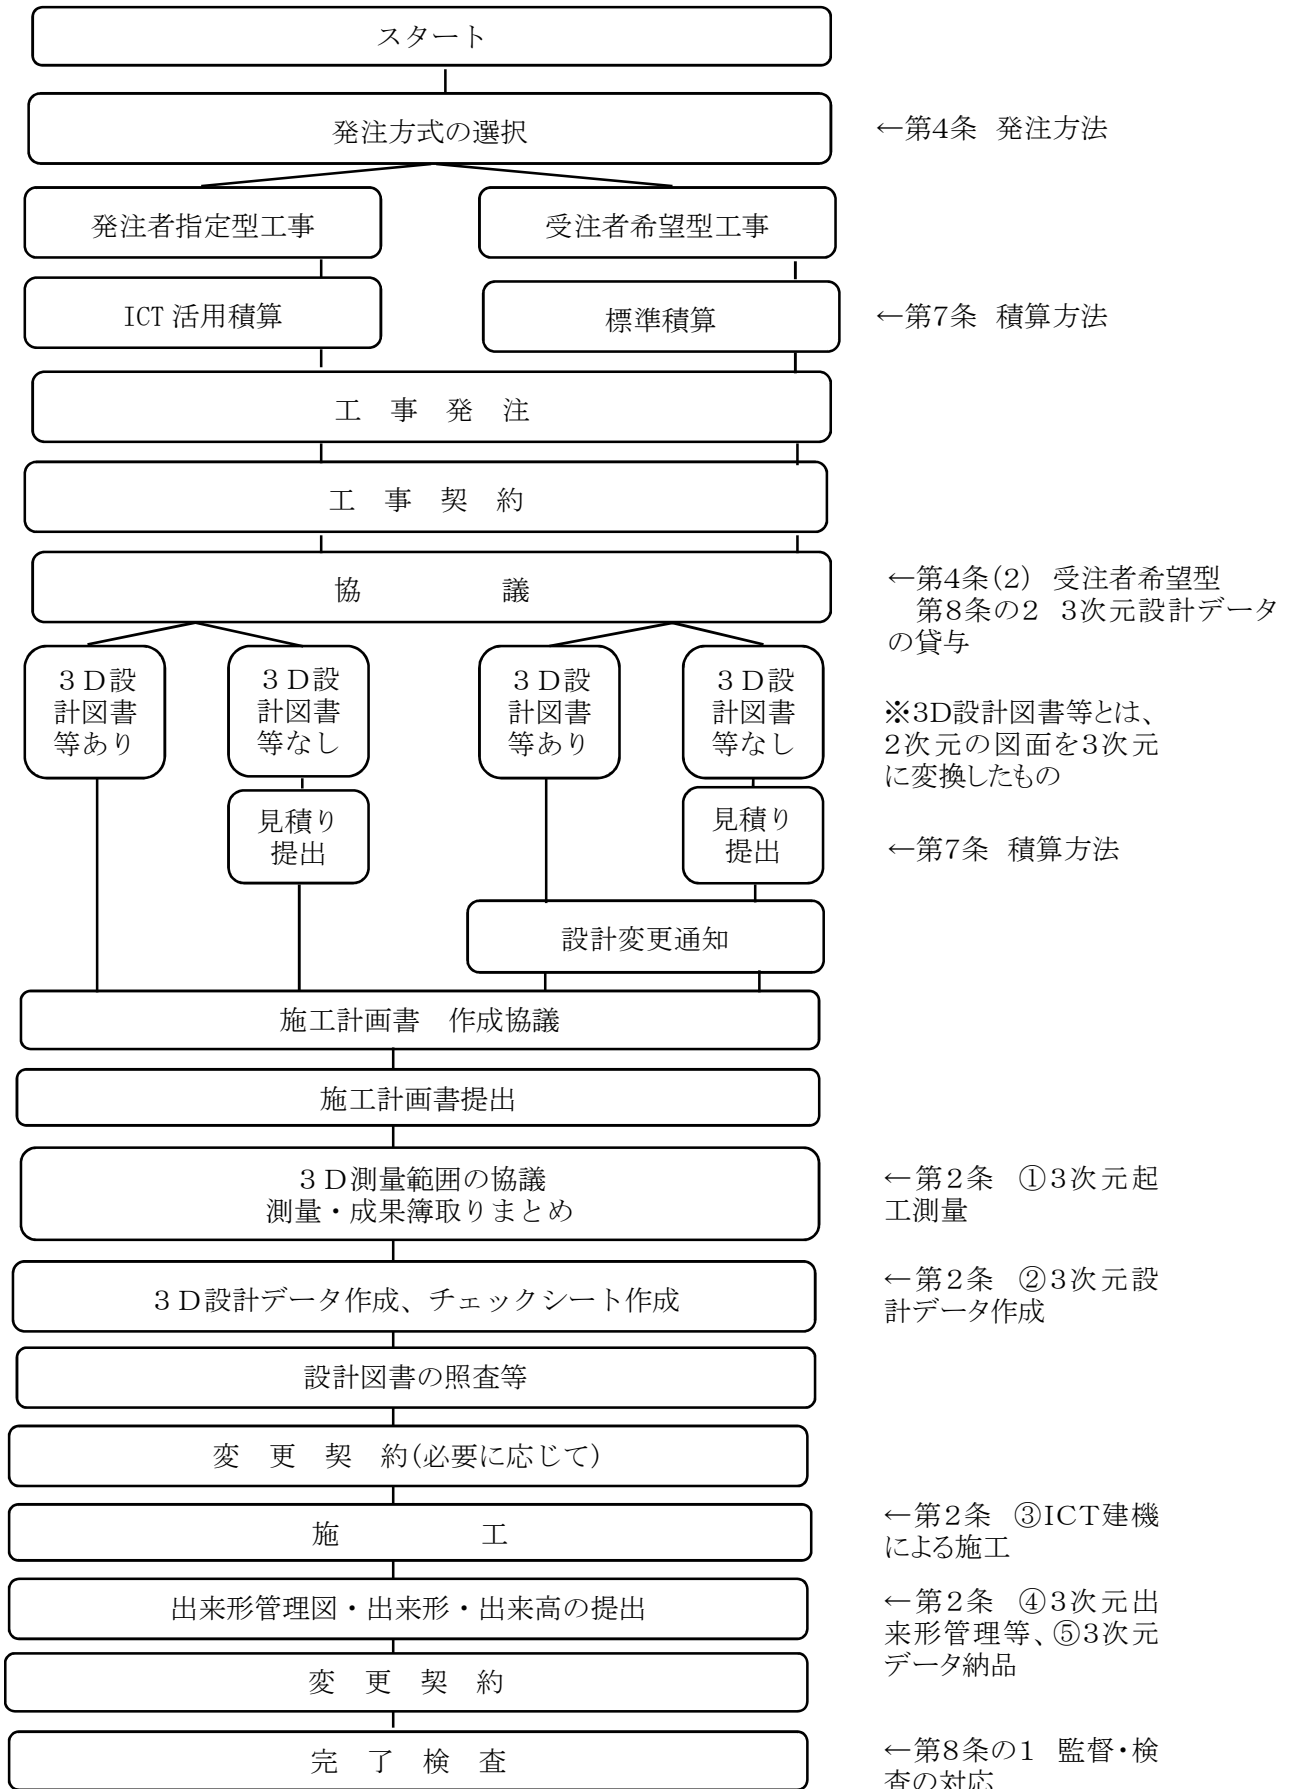 スタート
発注方式の選択
←第4条 発注方法
発注者指定型工事
受注者希望型工事
ICT 活用積算
標準積算
←第7条 積算方法
工 事 発 注
工 事 契 約
協 議
←第4条(2) 受注者希望型
第8条の2 3次元設計データ
の貸与
3D設
計図書
等あり
3D設
計図書
等なし
3D設
計図書
等あり
3D設
計図書
等なし
※3D設計図書等とは、
2次元の図面を3次元
に変換したもの
見積り
提出
見積り
提出
←第7条 積算方法
設計変更通知
施工計画書 作成協議
施工計画書提出
3D測量範囲の協議
測量・成果簿取りまとめ
←第2条 ①3次元起
工測量
3D設計データ作成、チェックシート作成
←第2条 ②3次元設
計データ作成
設計図書の照査等
変 更 契 約(必要に応じて)
施 工
←第2条 ③ICT建機
による施工
出来形管理図・出来形・出来高の提出
←第2条 ④3次元出
来形管理等、⑤3次元
データ納品
変 更 契 約
完 了 検 査
←第8条の1 監督・検
査の対応